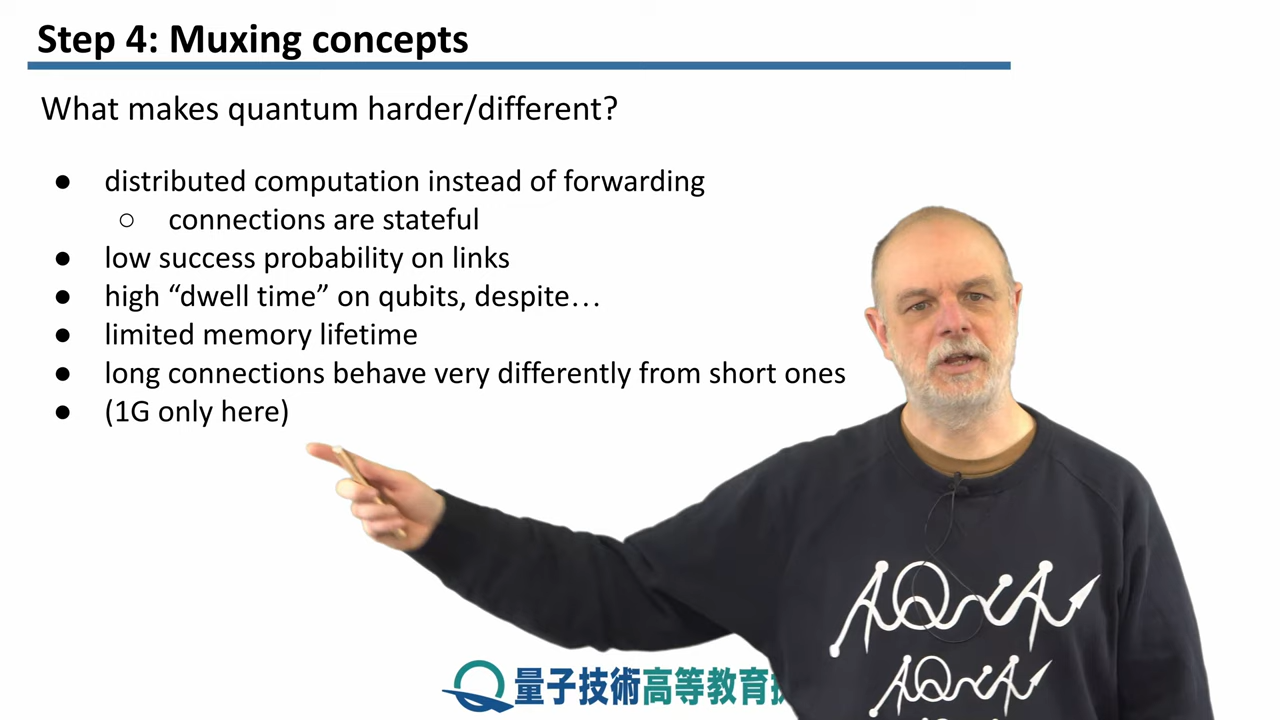 Step 4: Muxing concepts
What makes quantum harder/different?
● distributed computation instead of forwarding
○ connections are stateful
● low success probability on links
● high “dwell time” on qubits, despite…
● limited memory lifetime
● long connections behave very differently from short ones
● (1G only here)
AQUA
AQUA
量子技術高等教育